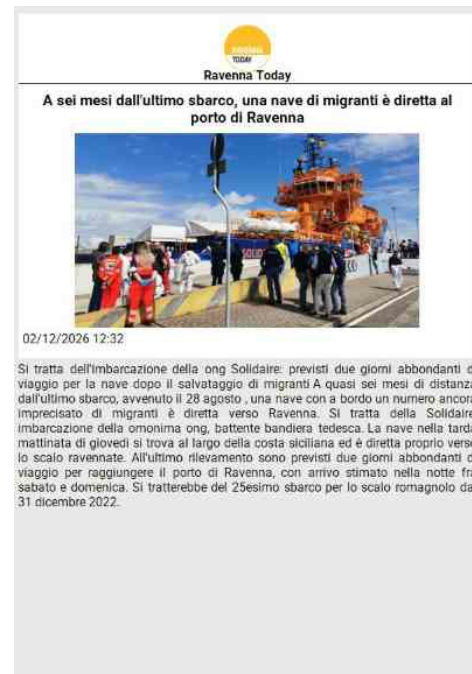 RAVENNA
TODAY
Ravenna Today
A sei mesi dall'ultimo sbarco, una nave di migranti è diretta al
porto di Ravenna
SOLID
02/12/2026 12:32
Si tratta dell'imbarcazione della ong Solidaire: previsti due giorni abbondanti d
viaggio per la nave dopo il salvataggio di migranti A quasi sei mesi di distanza
dall'ultimo sbarco, avvenuto il 28 agosto , una nave con a bordo un numero ancora
imprecisato di migranti è diretta verso Ravenna. Si tratta della Solidaire
imbarcazione della omonima ong, battente bandiera tedesca. La nave nella tarda
mattinata di giovedì si trova al largo della costa siciliana ed è diretta proprio verso
lo scalo ravennate. All'ultimo rilevamento sono previsti due giorni abbondanti d
viaggio per raggiungere il porto di Ravenna, con arrivo stimato nella notte fra
sabato e domenica. Si tratterebbe del 25esimo sbarco per lo scalo romagnolo da
31 dicembre 2022.